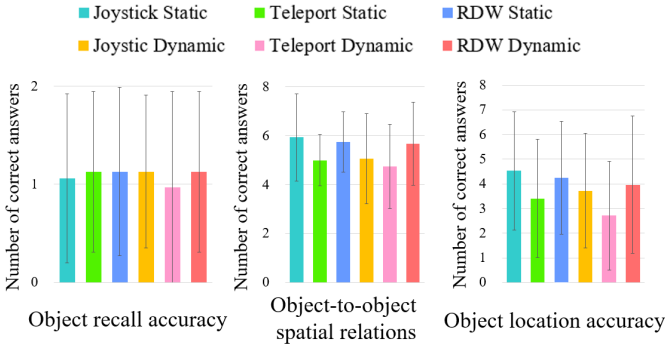 Joystick Static
Teleport Static
RDW Static
Joystic Dynamic
Teleport Dynamic
RDW Dynamic
Number of correct answers
2
1
0
Object recall accuracy
Number of correct answers
8
6
4
2
0
Object-to-object
spatial relations
Number of correct answers
8
7
6
5
4
3
2
1
0
Object location accuracy